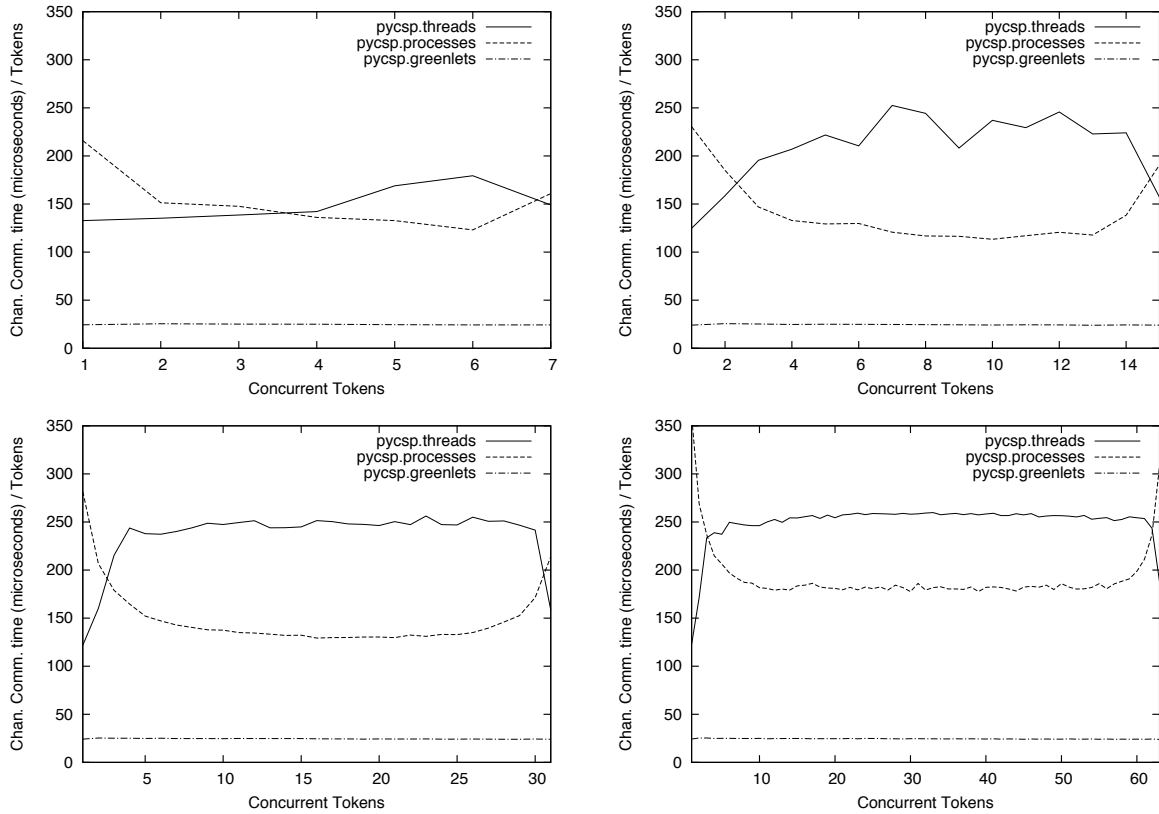 350
300
250
200
150
100
50
0
Chan. Comm. time (microseconds) / Tokens
pycsp.threads
pycsp.processes
pycsp.greenlets
1 2 3 4 5 6 7
Concurrent Tokens
350
300
250
200
150
100
50
0
Chan. Comm. time (microseconds) / Tokens
pycsp.threads
pycsp.processes
pycsp.greenlets
2 4 6 8 10 12 14
Concurrent Tokens
350
300
250
200
150
100
50
0
Chan. Comm. time (microseconds) / Tokens
pycsp.threads
pycsp.processes
pycsp.greenlets
5 10 15 20 25 30
Concurrent Tokens
350
300
250
200
150
100
50
0
Chan. Comm. time (microseconds) / Tokens
pycsp.threads
pycsp.processes
pycsp.greenlets
10 20 30 40 50 60
Concurrent Tokens